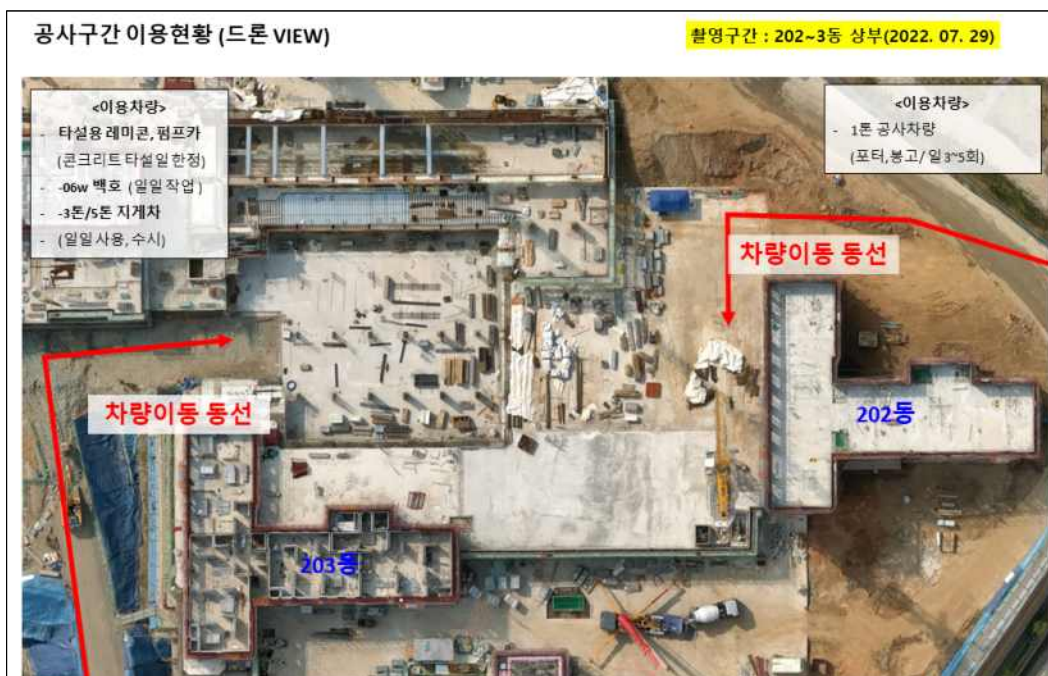 공사구간 이용현황 (드론 VIEW)
촬영구간 : 202~3동 상부(2022. 07. 29)
<이용차량>
- 타설용 레미콘, 펌프카
(콘크리트 타설일 한정)
- -06w 백호 (일일 작업)
- -3톤/5톤 지게차
- (일일 사용, 수시)
<이용차량>
- 1톤 공사차량
(포터,봉고/ 일 3~5회)
차량이동 동선
차량이동 동선
202동
203동